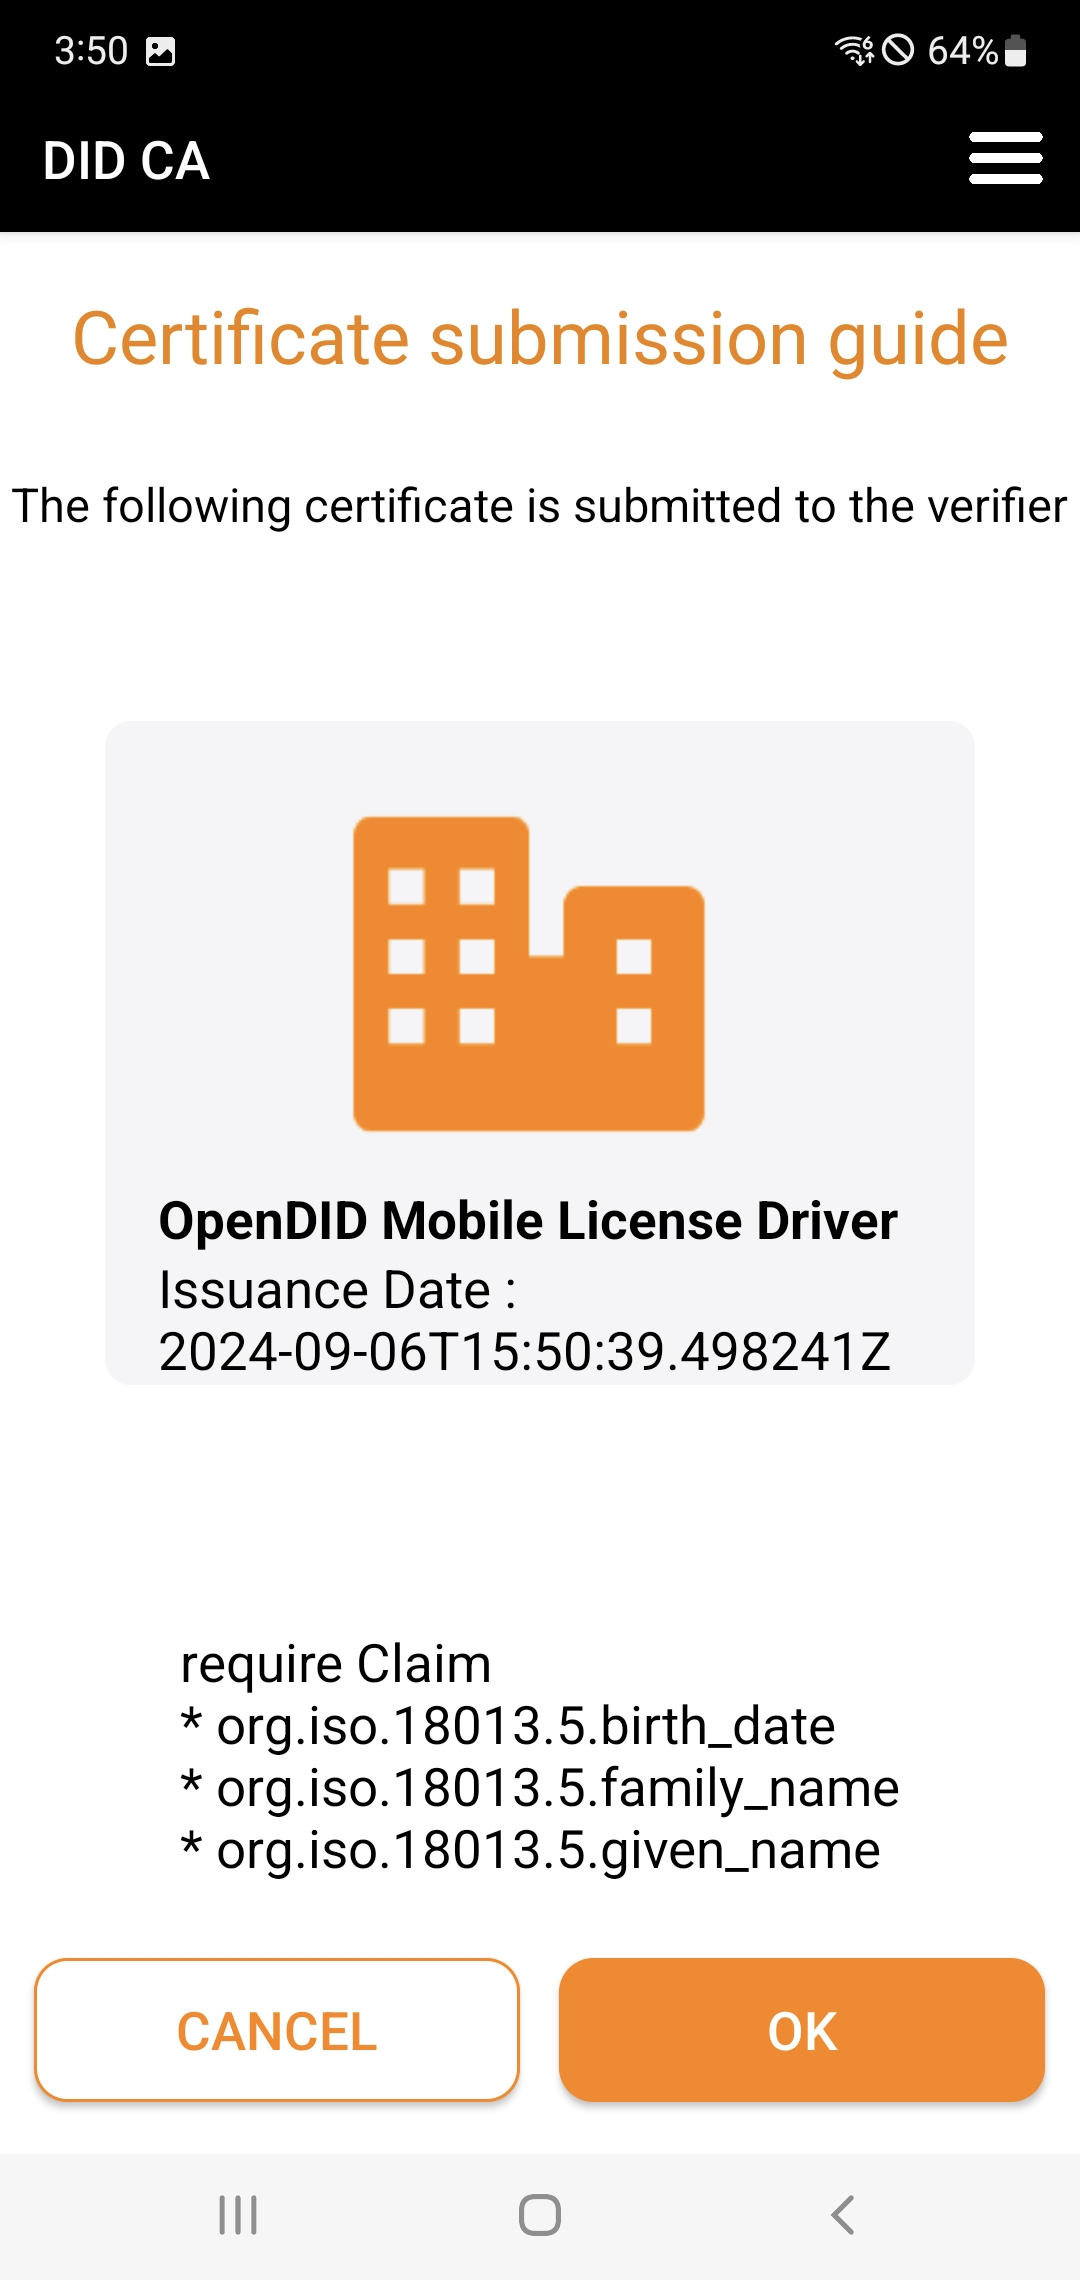 3:50
64%
DID CA
Certificate submission guide
The following certificate is submitted to the verifier
OpenDID Mobile License Driver
Issuance Date :
2024-09-06T15:50:39.498241Z
require Claim
* org.iso.18013.5.birth_date
* org.iso.18013.5.family_name
* org.iso.18013.5.given_name
CANCEL
OK